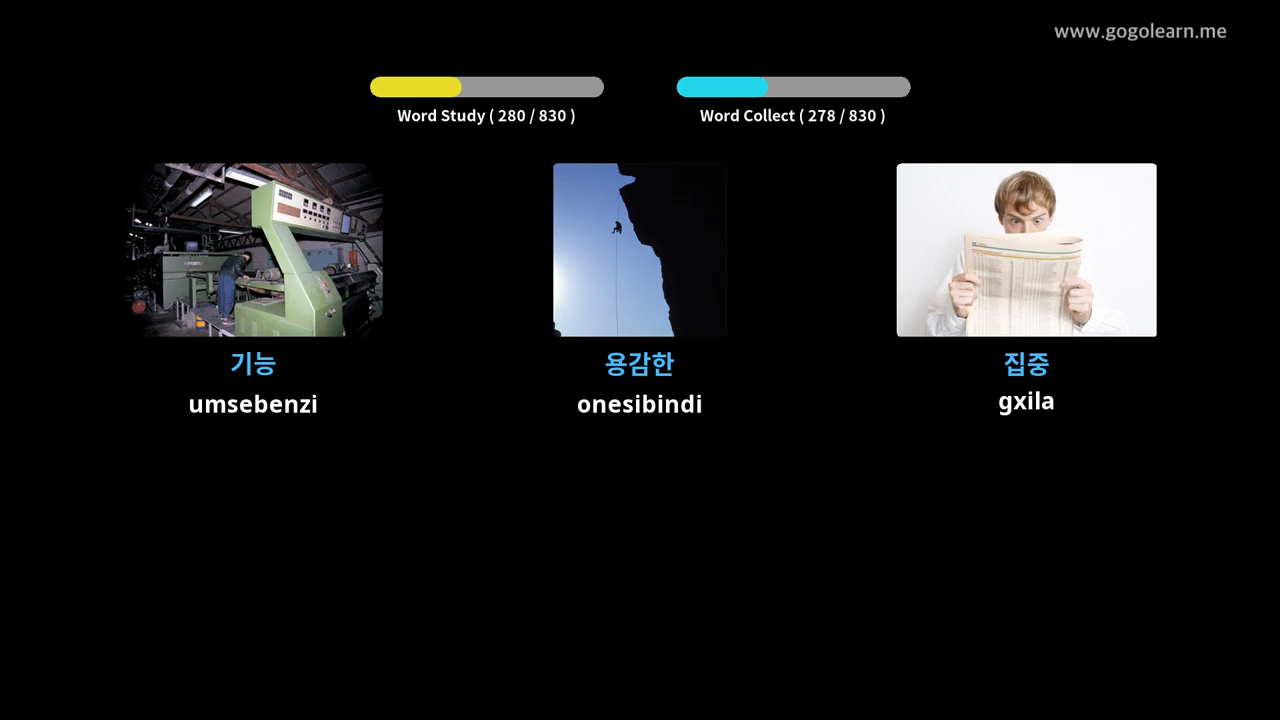 www.gogolearn.me
Word Study ( 280 / 830 )
Word Collect ( 278 / 830 )
기능
umsebenzi
용감한
onesibindi
집중
gxila